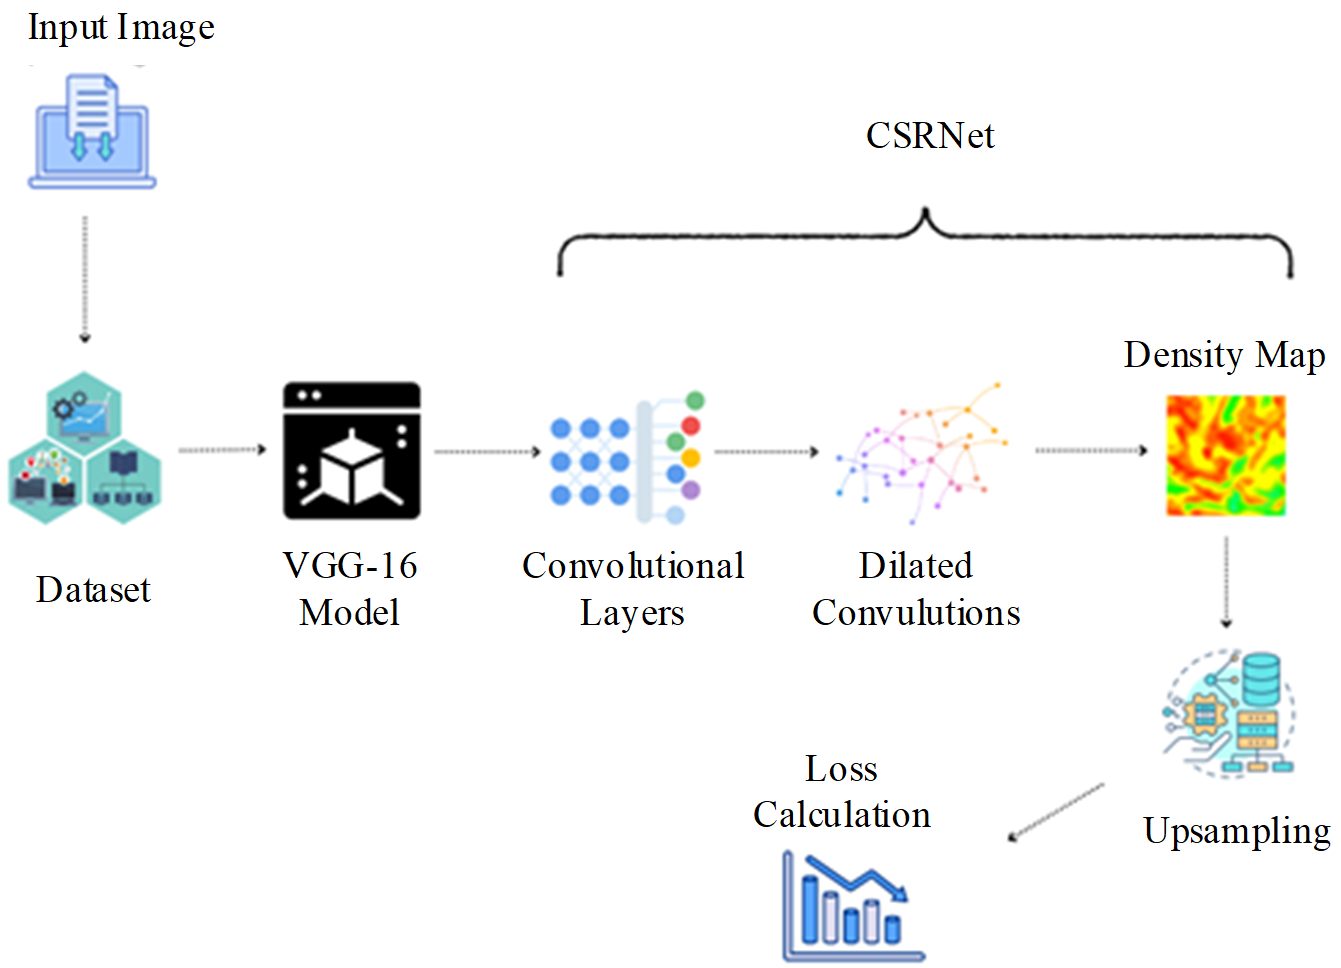 Input Image
CSRNet
Density Map
Dataset
VGG-16
Model
Convolutional
Layers
Dilated
Convulutions
Loss
Calculation
Upsampling